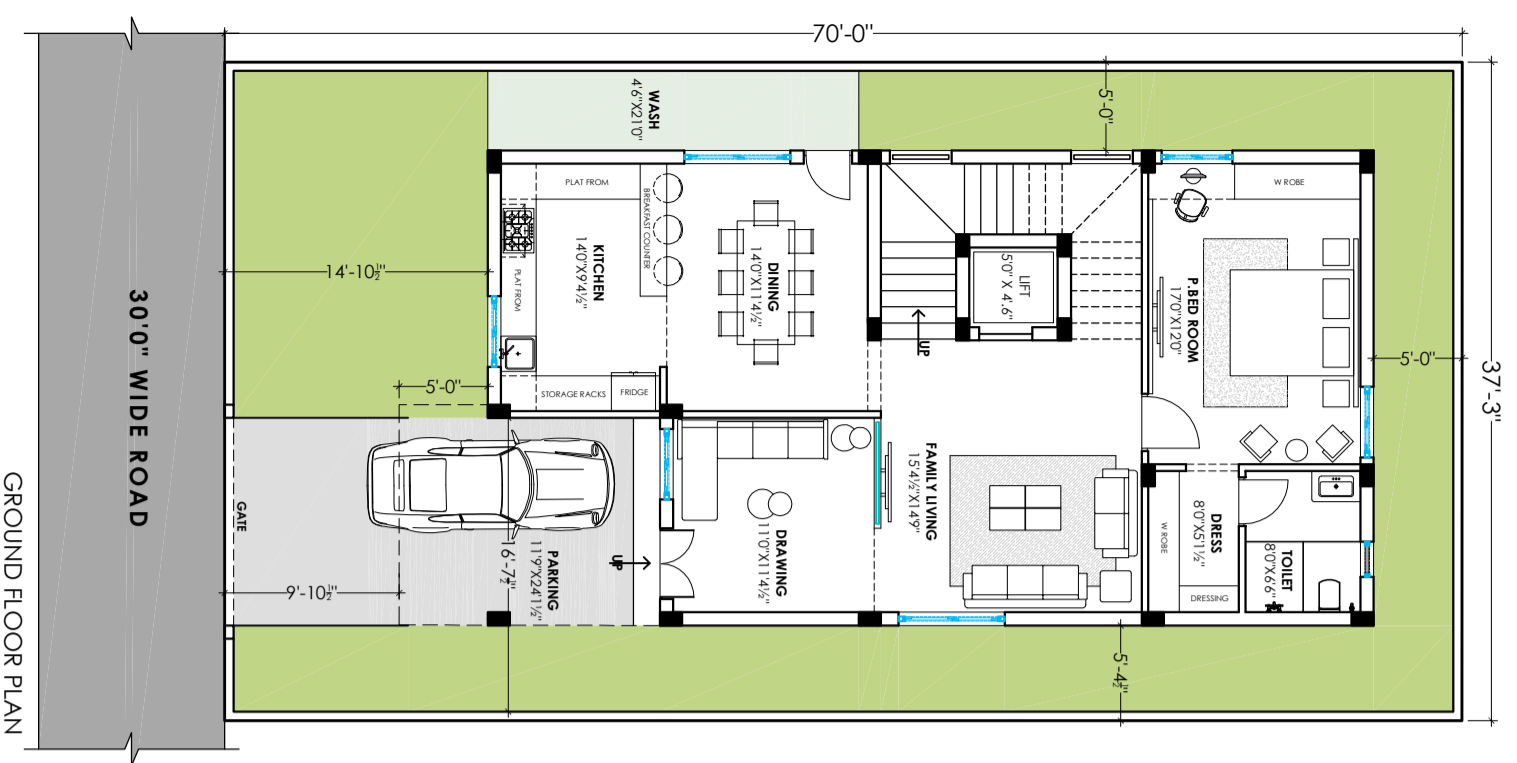 70'-0"
37'-3"
30'0" WIDE ROAD
GROUND FLOOR PLAN
WASH
4'6"X21'0"
5'-0"
PLAT FROM
BREAKFAST COUNTER
KITCHEN
14'0"X9'4½"
PLAT FROM
STORAGE RACKS
FRIDGE
DINING
14'0"X11'4½"
LIFT
5'0" X 4'.6"
UP
W ROBE
P.BED ROOM
17'0"X12'0"
5'-0"
14'-10½"
5'-0"
GATE
9'-10½"
PARKING
11'9"X24'1½"
16'-7½"
UP
DRAWING
11'0"X11'4½"
FAMILY LIVING
15'4½"X14'9"
W ROBE
DRESS
8'0"X5'1½"
DRESSING
TOILET
8'0"X6'6"
5'-4½"